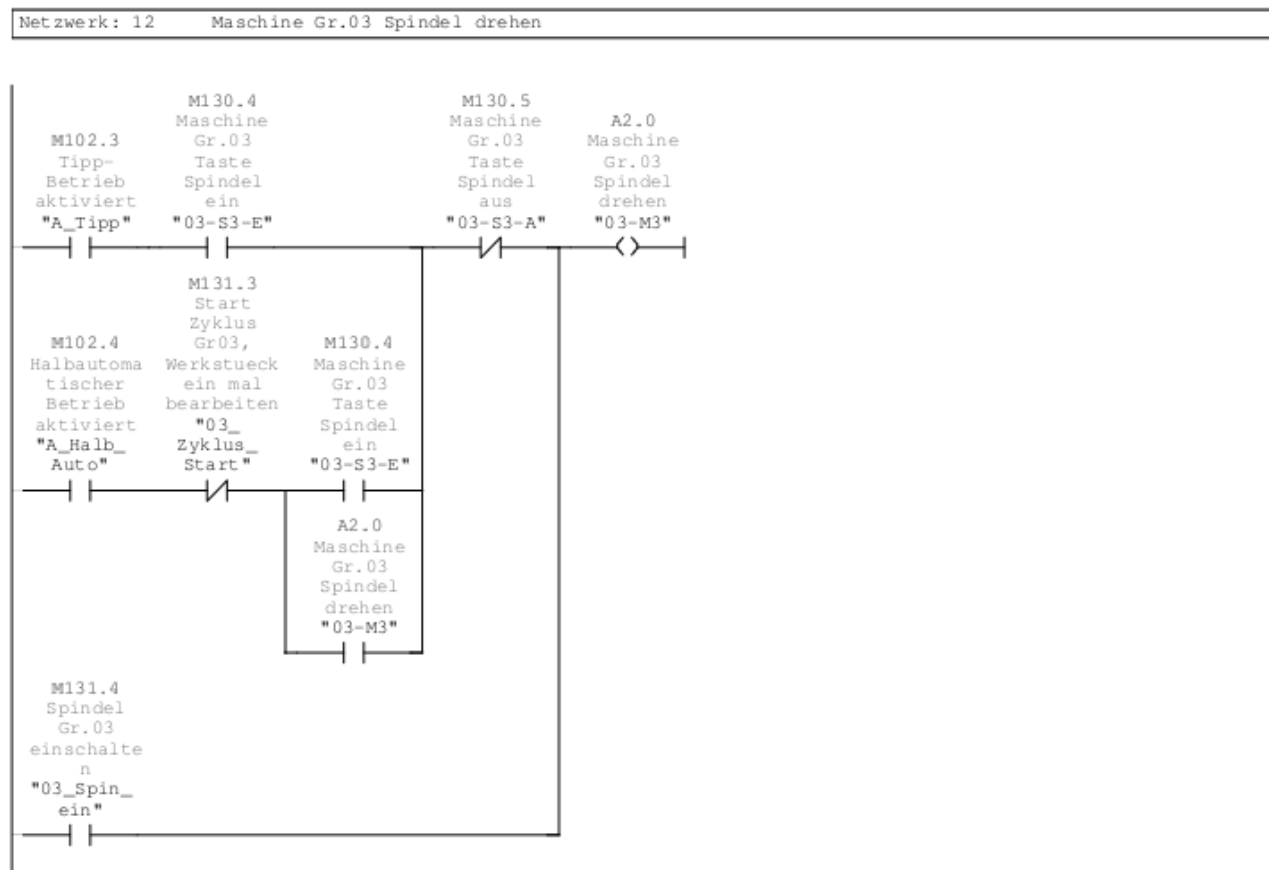 Netzwerk: 12 Maschine Gr.03 Spindel drehen
M102.3
Tipp-
Betrieb
aktiviert
"A_Tipp"
M130.4
Maschine
Gr.03
Taste
Spindel
ein
"03-S3-E"
M130.5
Maschine
Gr.03
Taste
Spindel
aus
"03-S3-A"
A2.0
Maschine
Gr.03
Spindel
drehen
"03-M3"
M102.4
Halbautoma
tischer
Betrieb
aktiviert
"A_Halb_
Auto"
M131.3
Start
Zyklus
Gr03,
Werkstueck
ein mal
bearbeiten
"03_
Zyklus_
Start"
M130.4
Maschine
Gr.03
Taste
Spindel
ein
"03-S3-E"
A2.0
Maschine
Gr.03
Spindel
drehen
"03-M3"
M131.4
Spindel
Gr.03
einschalte
n
"03_Spin_
ein"